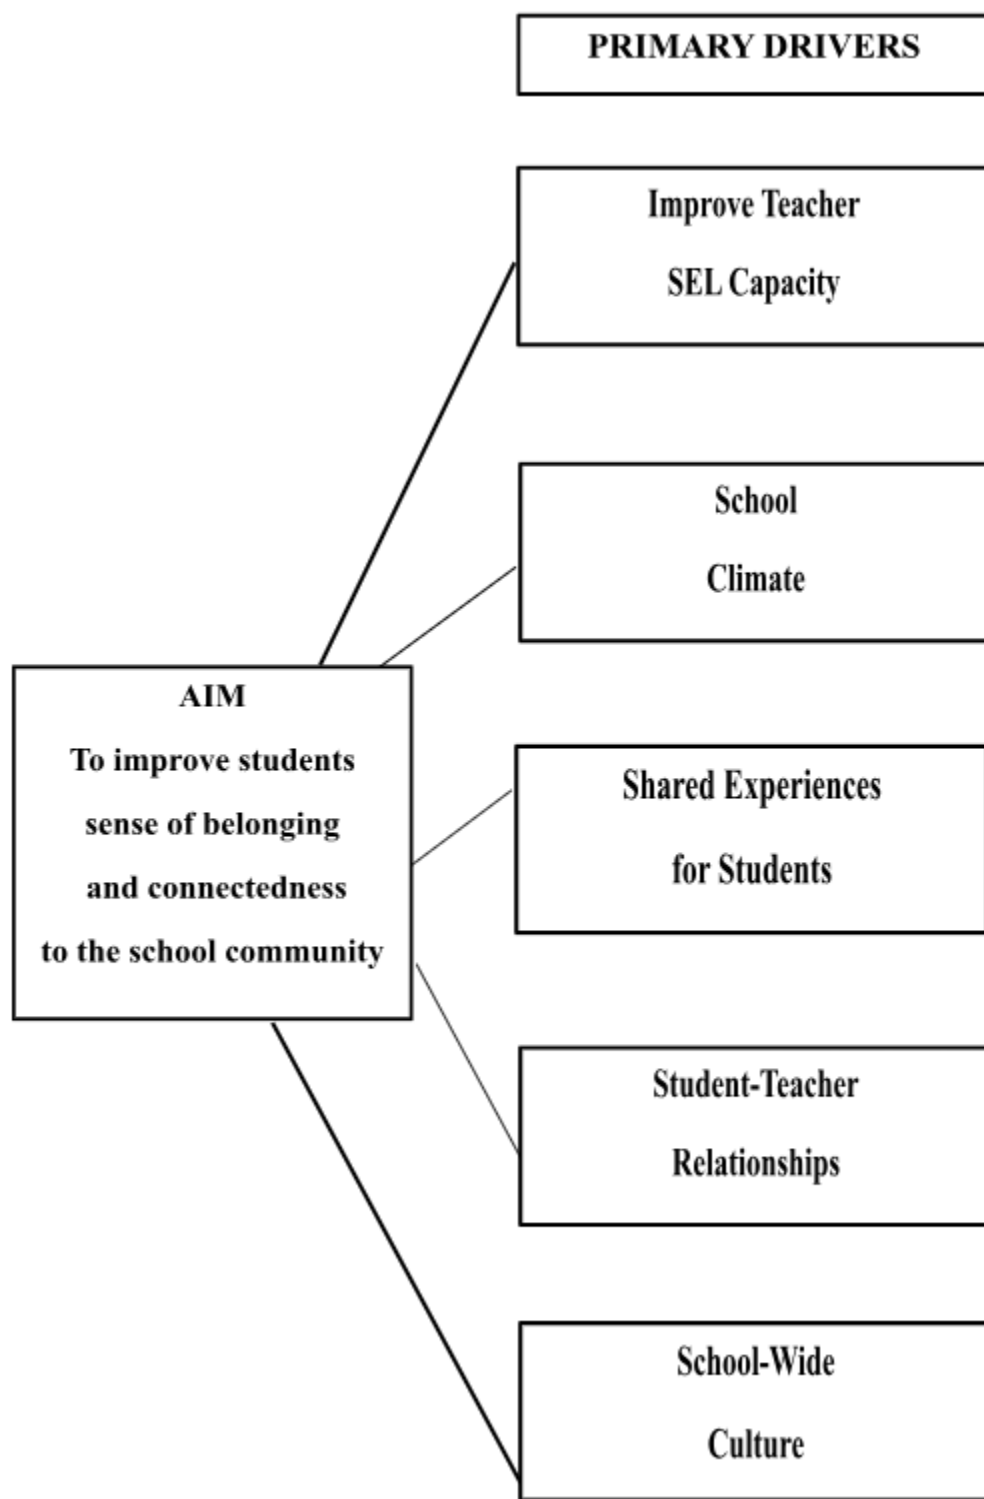 PRIMARY DRIVERS
Improve Teacher
SEL Capacity
School
Climate
AIM
To improve students
sense of belonging
and connectedness
to the school community
Shared Experiences
for Students
Student-Teacher
Relationships
School-Wide
Culture